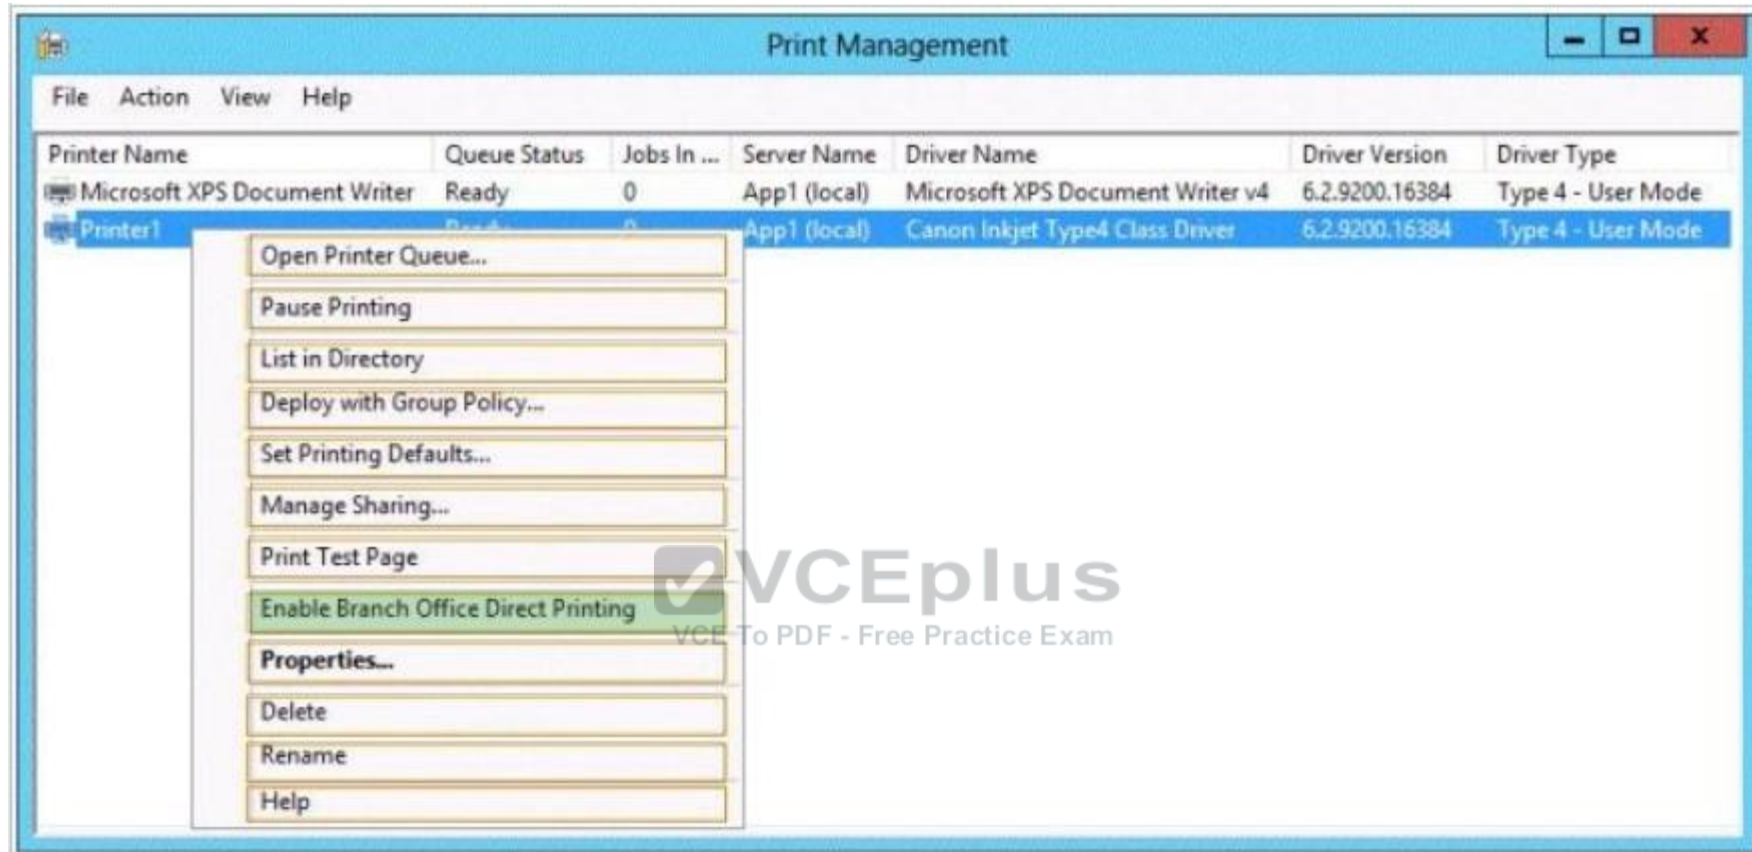 Print Management
File Action View Help
Printer Name Queue Status Jobs In ... Server Name Driver Name Driver Version Driver Type
Microsoft XPS Document Writer Ready 0 App1 (local) Microsoft XPS Document Writer v4 6.2.9200.16384 Type 4 - User Mode
Printer1 App1 (local) Canon Inkjet Type4 Class Driver 6.2.9200.16384 Type 4 - User Mode
Open Printer Queue...
Pause Printing
List in Directory
Deploy with Group Policy...
Set Printing Defaults...
Manage Sharing...
Print Test Page
Enable Branch Office Direct Printing
Properties...
Delete
Rename
Help
VCEplus
VCE To PDF - Free Practice Exam